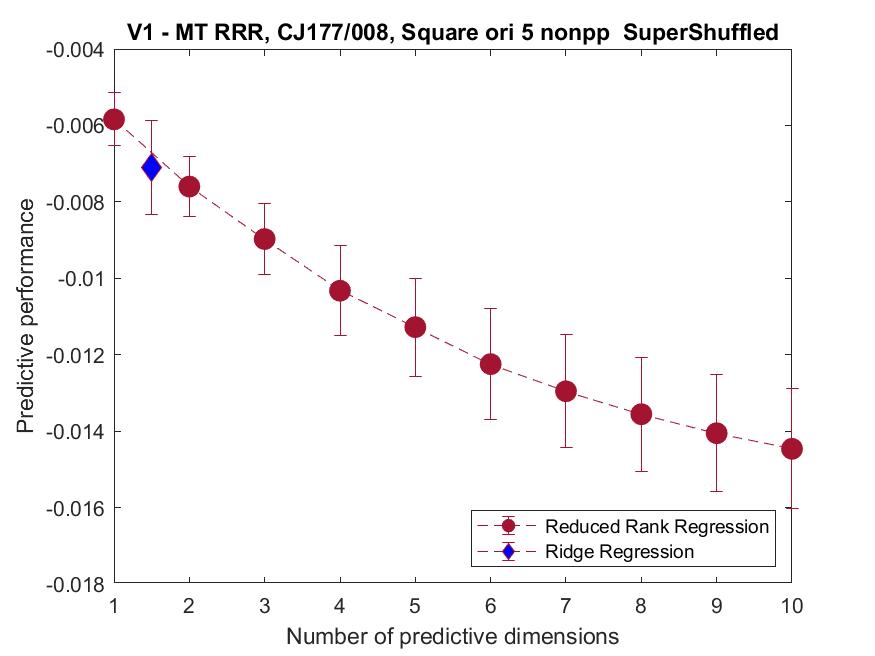 V1 - MT RRR, CJ177/008, Square ori 5 nonpp  SuperShuffled
-0.004
-0.006
-0.008
-0.01
-0.012
-0.014
-0.016
-0.018
Predictive performance
Reduced Rank Regression
Ridge Regression
1 2 3 4 5 6 7 8 9 10
Number of predictive dimensions